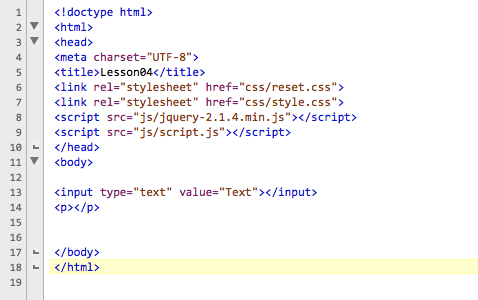 1 <!doctype html>
2 <html>
3 <head>
4 <meta charset="UTF-8">
5 <title>Lesson04</title>
6 <link rel="stylesheet" href="css/reset.css">
7 <link rel="stylesheet" href="css/style.css">
8 <script src="js/jquery-2.1.4.min.js"></script>
9 <script src="js/script.js"></script>
10 </head>
11 <body>
12
13 <input type="text" value="Text"></input>
14 <p></p>
15
16
17 </body>
18 </html>
19